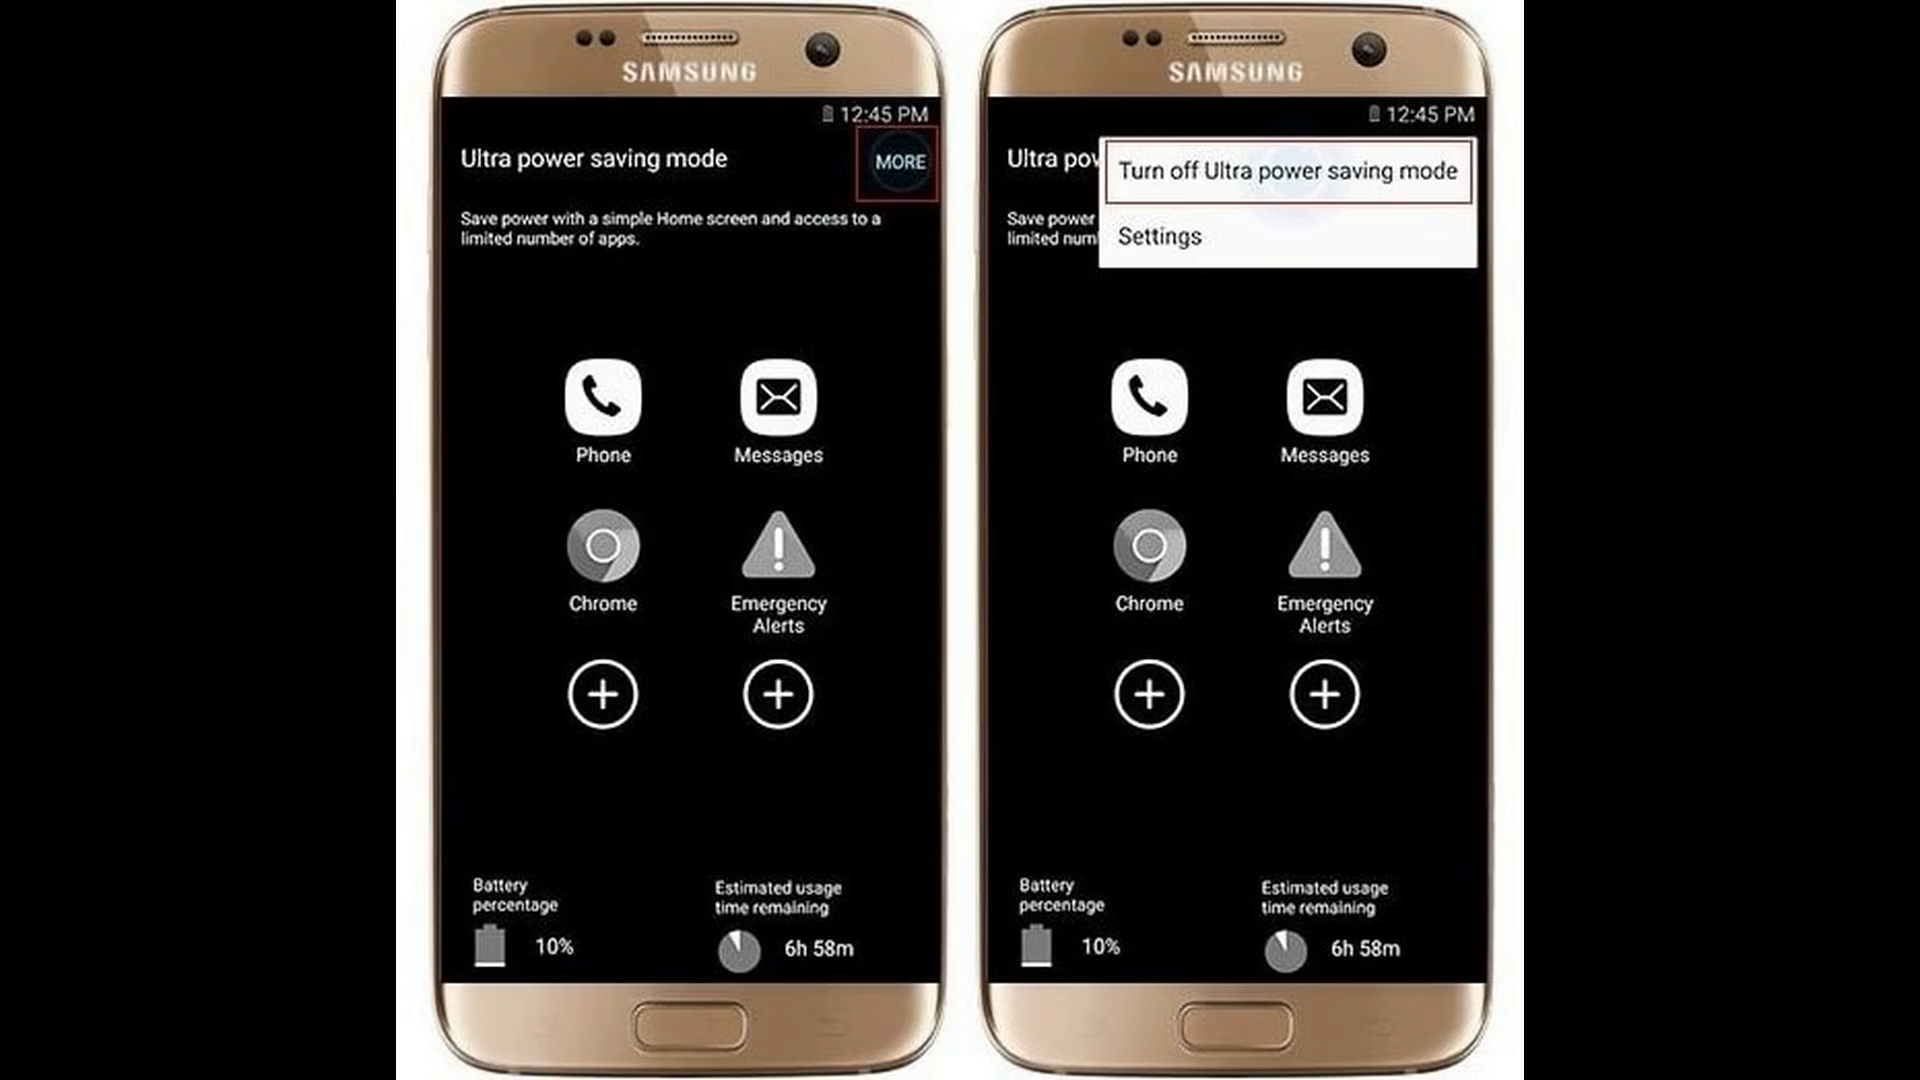 SAMSUNG
12:45 PM
Ultra power saving mode
MORE
Save power with a simple Home screen and access to a
limited number of apps.
Phone
Messages
Chrome
Emergency
Alerts
Battery
percentage
10%
Estimated usage
time remaining
6h 58m
SAMSUNG
12:45 PM
Ultra pov
Turn off Ultra power saving mode
Save power
limited num
Settings
Phone
Messages
Chrome
Emergency
Alerts
Battery
percentage
10%
Estimated usage
time remaining
6h 58m